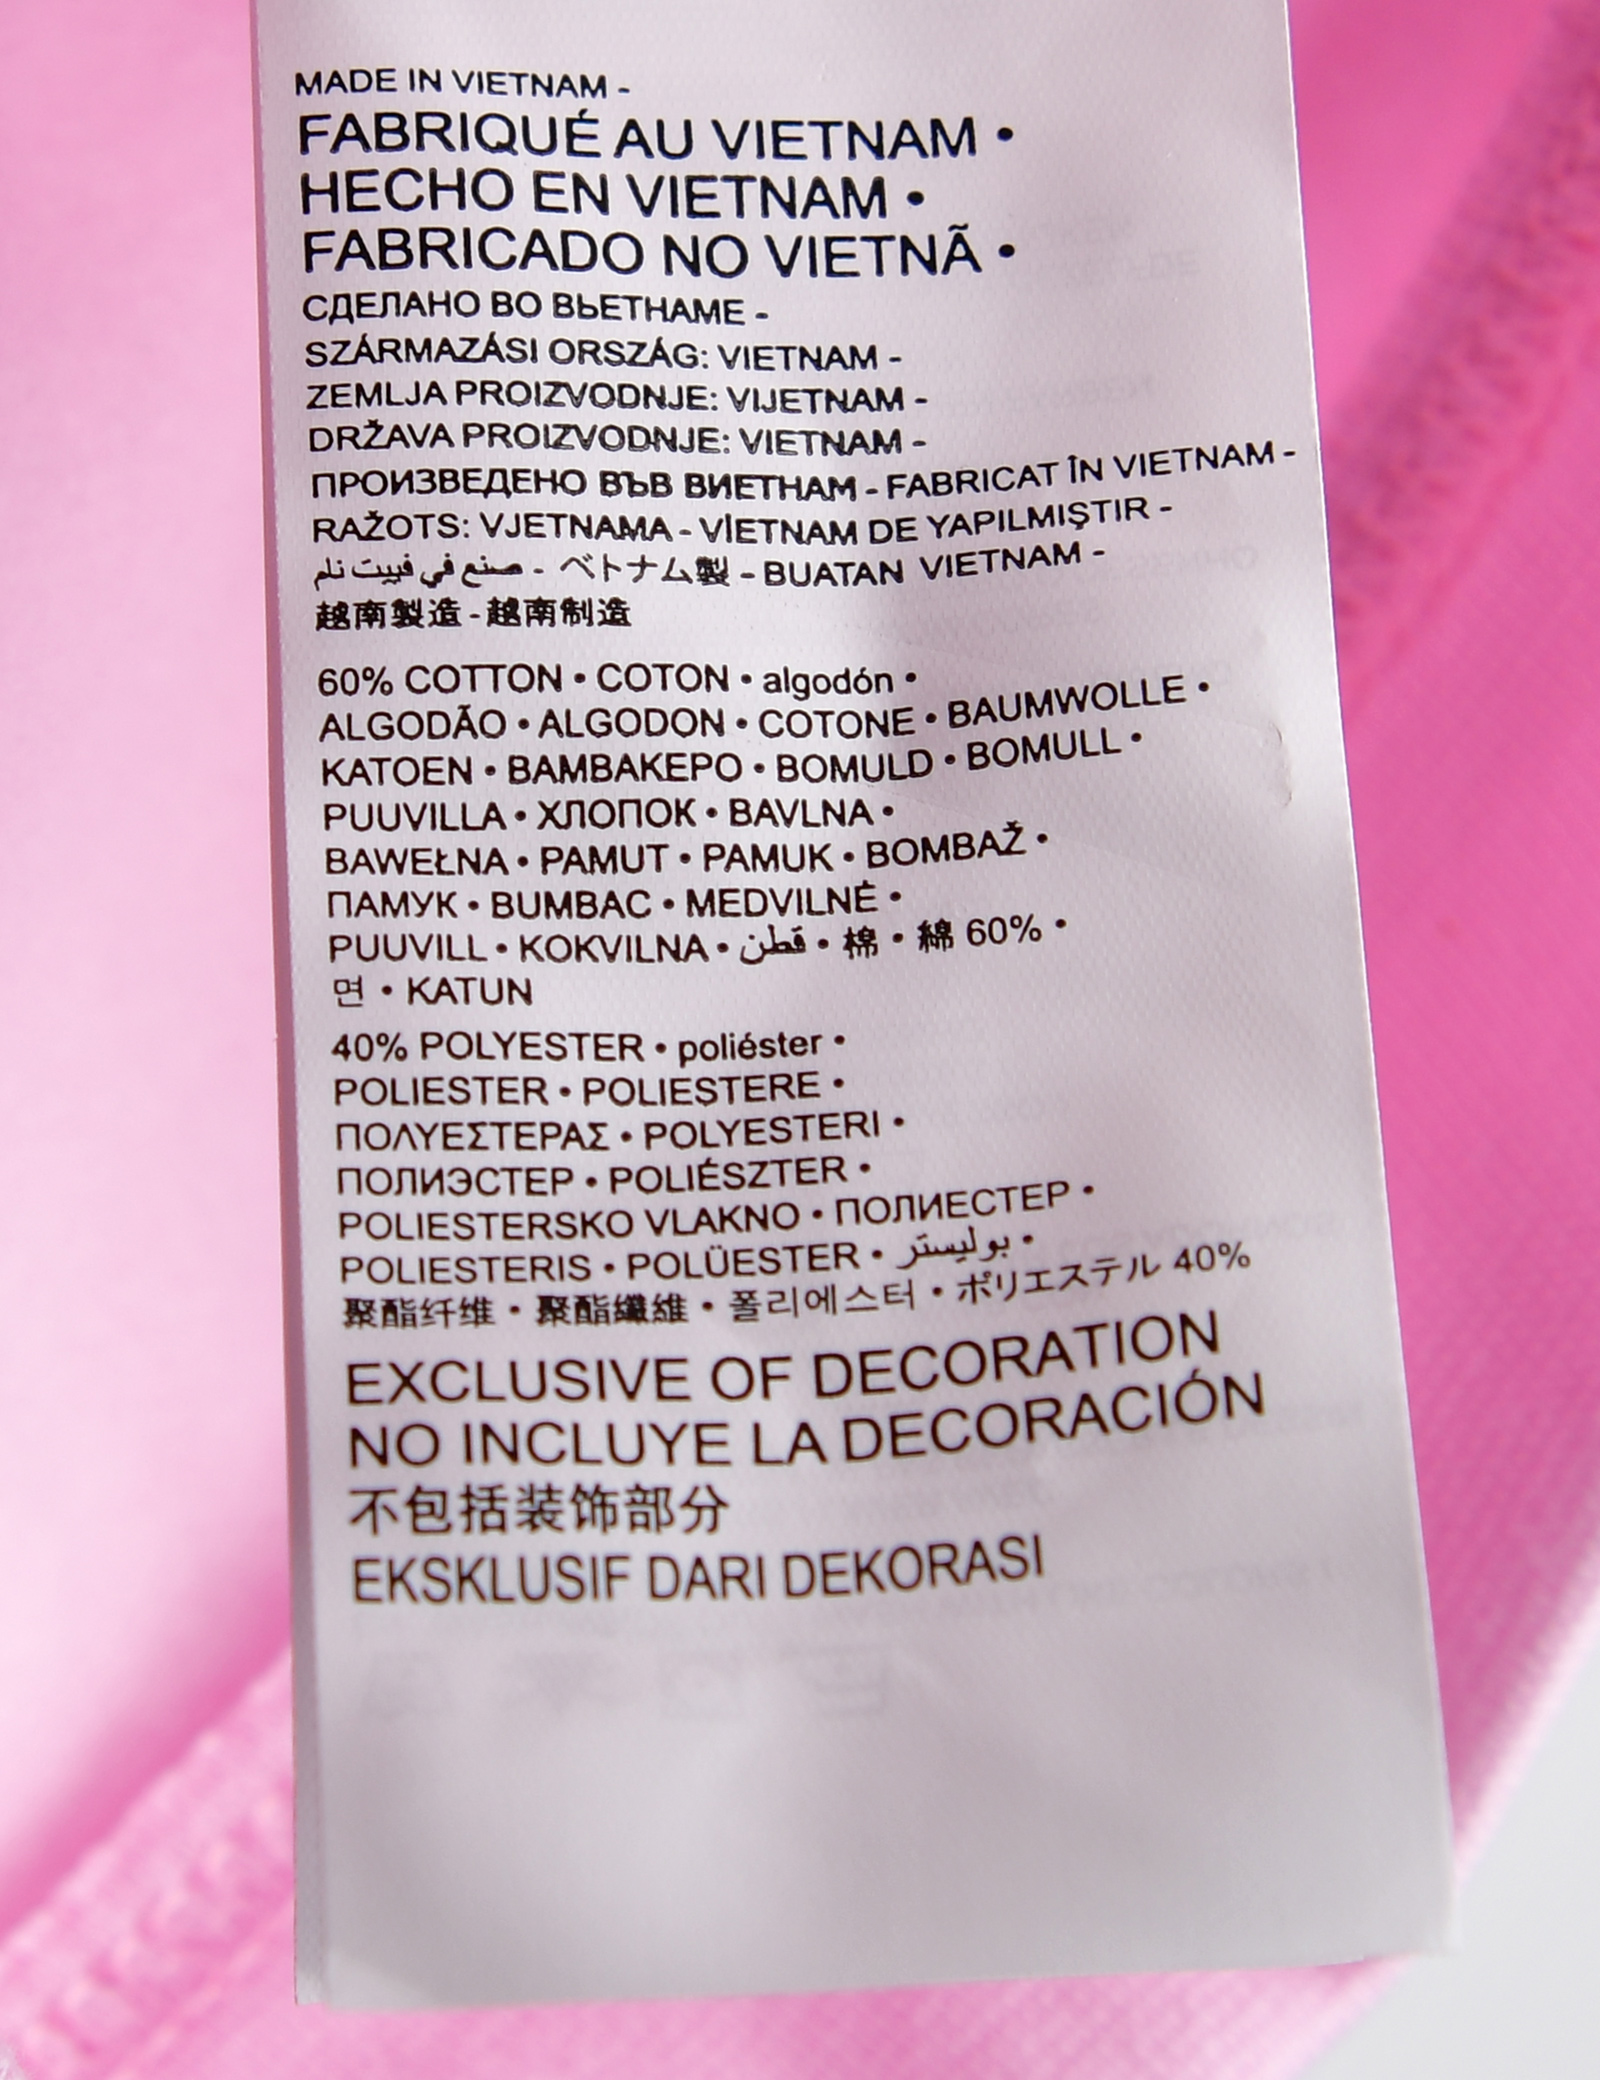 MADE IN VIETNAM -
FABRIQUÉ AU VIETNAM •
HECHO EN VIETNAM •
FABRICADO NO VIETNÃ •
СДЕЛАНО ВО ВЬЕТНАМЕ -
SZÁRMAZÁSI ORSZÁG: VIETNAM -
ZEMLJA PROIZVODNJE: VIJETNAM -
DRŽAVA PROIZVODNJE: VIETNAM -
ПРОИЗВЕДЕНО ВЪВ ВИЕТНАМ - FABRICAT ÎN VIETNAM -
RAŽOTS: VJETNAMA - VİETNAM DE YAPILMIŞTIR -
صنع في فييت نام - ベトナム製 - BUATAN VIETNAM -
越南製造 - 越南制造
60% COTTON • COTON • algodón •
ALGODÃO • ALGODON • COTONE • BAUMWOLLE •
KATOEN • BAMBAKEPO • BOMULD • BOMULL •
PUUVILLA • ХЛОПОК • BAVLNA •
BAWEŁNA • PAMUT • PAMUK • BOMBAŽ •
ПАМУК • BUMBAC • MEDVILNĖ •
PUUVILL • KOKVILNA • قطن • 棉 • 綿 60% •
면 • KATUN
40% POLYESTER • poliéster •
POLIESTER • POLIESTERE •
ΠΟΛΥΕΣΤΕΡΑΣ • POLYESTERI •
ПОЛИЭСТЕР • POLIÉSZTER •
POLIESTERSKO VLAKNO • ПОЛИЕСТЕР •
POLIESTERIS • POLÜESTER • بوليستر •
聚酯纤维 • 聚酯纖維 • 폴리에스터 • ポリエステル 40%
EXCLUSIVE OF DECORATION
NO INCLUYE LA DECORACIÓN
不包括装饰部分
EKSKLUSIF DARI DEKORASI